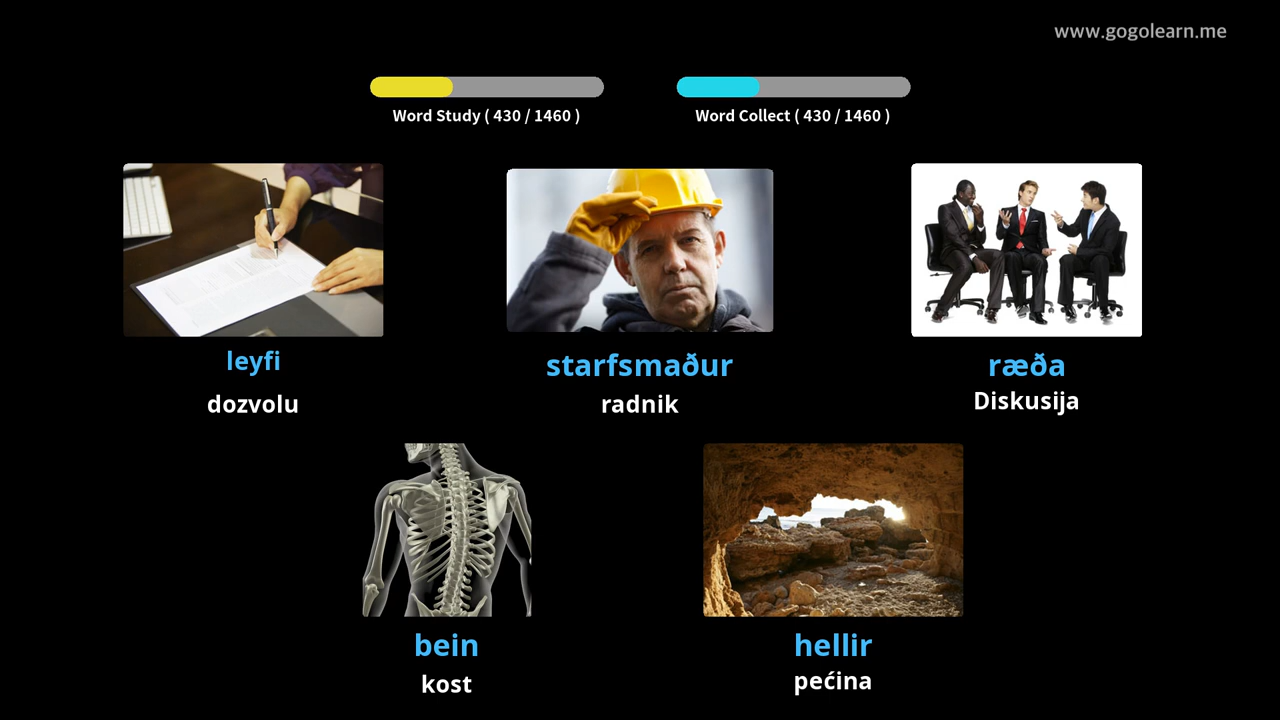 www.gogolearn.me
Word Study ( 430 / 1460 )
Word Collect ( 430 / 1460 )
leyfi
dozvolu
starfsmaður
radnik
ræða
Diskusija
bein
kost
hellir
pećina